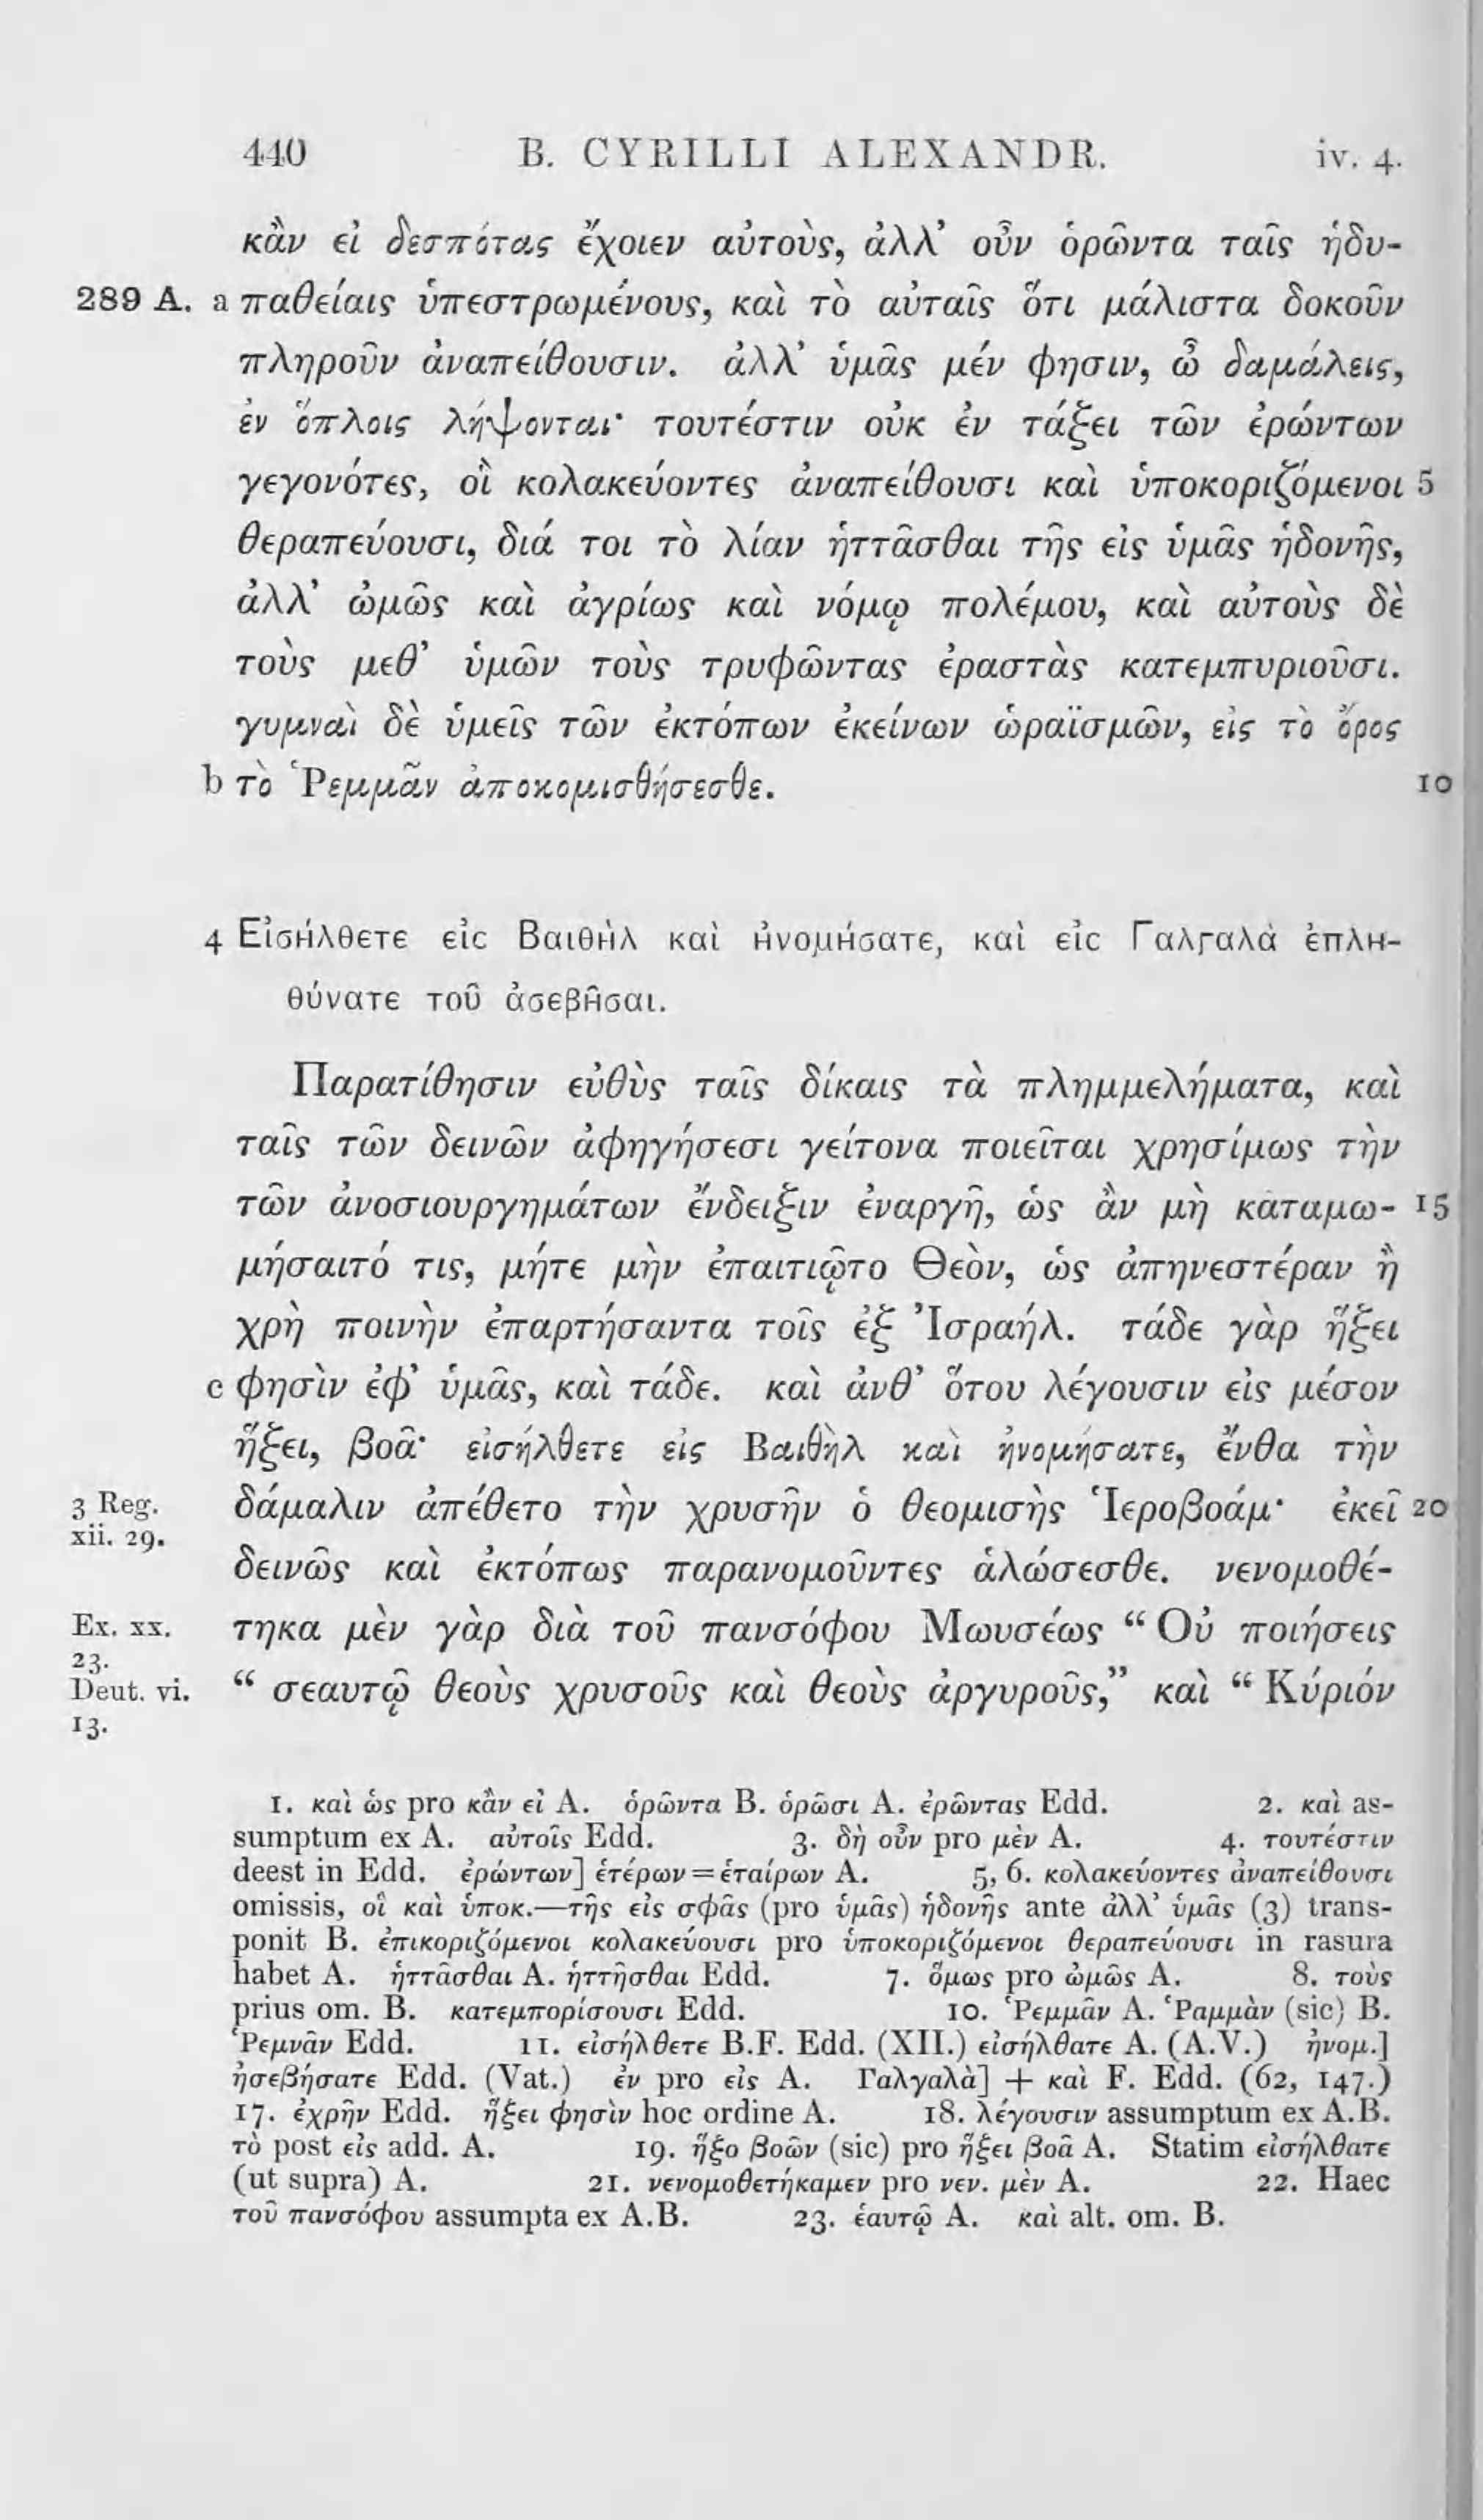 440 B. CYRILLI ALEXANDR. iv. 4.
κἂν εἰ δεσπότας ἔχοιεν αὐτοὺς, ἀλλ’ οὖν ὁρῶντα ταῖς ἡδυ-
289 A. a παθείαις ὑπεστρωμένους, καὶ τὸ αὐταῖς ὅτι μάλιστα δοκοῦν
πληροῦν ἀναπείθουσιν. ἀλλ’ ὑμᾶς μέν φησιν, ὦ δαμάλεις,
ἐν ὅπλοις λήψονται· τουτέστιν οὐκ ἐν τάξει τῶν ἐρώντων
γεγονότες, οἳ κολακεύοντες ἀναπείθουσι καὶ ὑποκοριζόμενοι 5
θεραπεύουσι, διά τοι τὸ λίαν ἡττᾶσθαι τῆς εἰς ὑμᾶς ἡδονῆς,
ἀλλ’ ὠμῶς καὶ ἀγρίως καὶ νόμῳ πολέμου, καὶ αὐτοὺς δὲ
τοὺς μεθ’ ὑμῶν τοὺς τρυφῶντας ἐραστὰς κατεμπυριοῦσι.
γυμναὶ δὲ ὑμεῖς τῶν ἐκτόπων ἐκείνων ὡραϊσμῶν, εἰς τὸ ὄρος
b τὸ Ῥεμμᾶν ἀποκομισθήσεσθε. 10
4 Εἰσήλθετε εἰς Βαιθὴλ καὶ ἠνομήσατε, καὶ εἰς Γαλγαλὰ ἐπλη-
θύνατε τοῦ ἀσεβῆσαι.
Παρατίθησιν εὐθὺς ταῖς δίκαις τὰ πλημμελήματα, καὶ
ταῖς τῶν δεινῶν ἀφηγήσεσι γείτονα ποιεῖται χρησίμως τὴν
τῶν ἀνοσιουργημάτων ἔνδειξιν ἐναργῆ, ὡς ἂν μὴ καταμω- 15
μήσαιτό τις, μήτε μὴν ἐπαιτιῷτο Θεὸν, ὡς ἀπηνεστέραν ἢ
χρὴ ποινὴν ἐπαρτήσαντα τοῖς ἐξ Ἰσραήλ. τάδε γὰρ ἥξει
c φησὶν ἐφ’ ὑμᾶς, καὶ τάδε. καὶ ἀνθ’ ὅτου λέγουσιν εἰς μέσον
ἥξει, βοᾷ· εἰσήλθετε εἰς Βαιθὴλ καὶ ἠνομήσατε, ἔνθα τὴν
3 Reg. xii. 29. δάμαλιν ἀπέθετο τὴν χρυσῆν ὁ θεομισὴς Ἱεροβοάμ· ἐκεῖ 20
δεινῶς καὶ ἐκτόπως παρανομοῦντες ἁλώσεσθε. νενομοθέ-
Ex. xx. 23. τηκα μὲν γὰρ διὰ τοῦ πανσόφου Μωυσέως “ Οὐ ποιήσεις
Deut. vi. 13. “ σεαυτῷ θεοὺς χρυσοῦς καὶ θεοὺς ἀργυροῦς,” καὶ “ Κύριόν
1. καὶ ὡς pro κἂν εἰ A. ὁρῶντα B. ὁρῶσι A. ἐρῶντας Edd. 2. καὶ as-
sumptum ex A. αὐτοῖς Edd. 3. δὴ οὖν pro μὲν A. 4. τουτέστιν
deest in Edd. ἐρώντων] ἑτέρων = ἑταίρων A. 5, 6. κολακεύοντες ἀναπείθουσι
omissis, οἳ καὶ ὑποκ.—τῆς εἰς σφᾶς (pro ὑμᾶς) ἡδονῆς ante ἀλλ’ ὑμᾶς (3) trans-
ponit B. ἐπικοριζόμενοι κολακεύουσι pro ὑποκοριζόμενοι θεραπεύουσι in rasura
habet A. ἡττᾶσθαι A. ἡττῆσθαι Edd. 7. ὅμως pro ὠμῶς A. 8. τοὺς
prius om. B. κατεμπορίσουσι Edd. 10. Ῥεμμᾶν A. Ῥαμμὰν (sic) B.
Ῥεμνᾶν Edd. 11. εἰσήλθετε B.F. Edd. (XII.) εἰσήλθατε A. (A.V.) ἠνομ.]
ἠσεβήσατε Edd. (Vat.) ἐν pro εἰς A. Γαλγαλὰ] + καὶ F. Edd. (62, 147.)
17. ἐχρῆν Edd. ἥξει φησὶν hoc ordine A. 18. λέγουσιν assumptum ex A.B.
τὸ post εἰς add. A. 19. ἥξο βοῶν (sic) pro ἥξει βοᾷ A. Statim εἰσήλθατε
(ut supra) A. 21. νενομοθετήκαμεν pro νεν. μὲν A. 22. Haec
τοῦ πανσόφου assumpta ex A.B. 23. ἑαυτῷ A. καὶ alt. om. B.